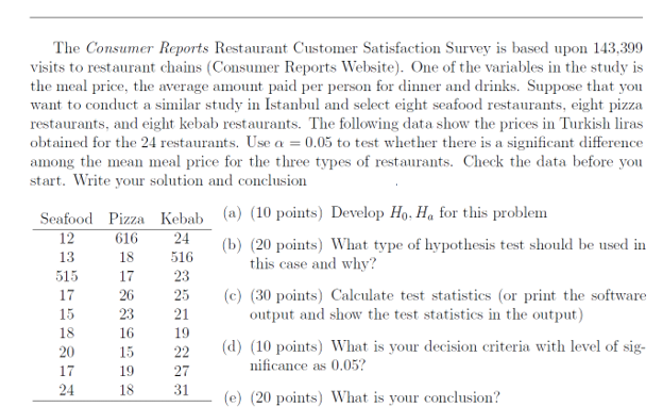 The Consumer Reports Restaurant Customer Satisfaction Survey is based upon 143,399
visits to restaurant chains (Consumer Reports Website). One of the variables in the study is
the meal price, the average amount paid per person for dinner and drinks. Suppose that you
want to conduct a similar study in Istanbul and select eight seafood restaurants, eight pizza
restaurants, and eight kebab restaurants. The following data show the prices in Turkish liras
obtained for the 24 restaurants. Use α = 0.05 to test whether there is a significant difference
among the mean meal price for the three types of restaurants. Check the data before you
start. Write your solution and conclusion
Seafood Pizza Kebab
12 616 24
13 18 516
515 17 23
17 26 25
15 23 21
18 16 19
20 15 22
17 19 27
24 18 31
(a) (10 points) Develop H₀, Hₐ for this problem
(b) (20 points) What type of hypothesis test should be used in
this case and why?
(c) (30 points) Calculate test statistics (or print the software
output and show the test statistics in the output)
(d) (10 points) What is your decision criteria with level of sig-
nificance as 0.05?
(e) (20 points) What is your conclusion?